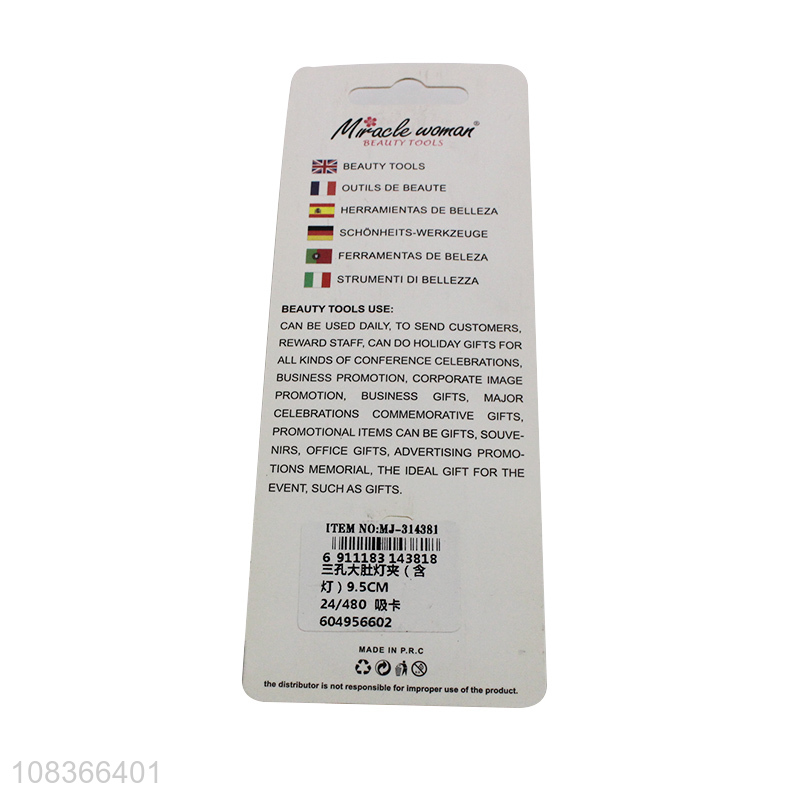 Miracle woman®
BEAUTY TOOLS
BEAUTY TOOLS
OUTILS DE BEAUTE
HERRAMIENTAS DE BELLEZA
SCHÖNHEITS-WERKZEUGE
FERRAMENTAS DE BELEZA
STRUMENTI DI BELLEZZA
BEAUTY TOOLS USE:
CAN BE USED DAILY, TO SEND CUSTOMERS,
REWARD STAFF, CAN DO HOLIDAY GIFTS FOR
ALL KINDS OF CONFERENCE CELEBRATIONS,
BUSINESS PROMOTION, CORPORATE IMAGE
PROMOTION, BUSINESS GIFTS, MAJOR
CELEBRATIONS COMMEMORATIVE GIFTS,
PROMOTIONAL ITEMS CAN BE GIFTS, SOUVE-
NIRS, OFFICE GIFTS, ADVERTISING PROMO-
TIONS MEMORIAL, THE IDEAL GIFT FOR THE
EVENT, SUCH AS GIFTS.
ITEM NO:MJ-314381
6 911183 143818
三孔大肚灯夹（含
灯）9.5CM
24/480 吸卡
604956602
MADE IN P.R.C
the distributor is not responsible for improper use of the product.
108366401